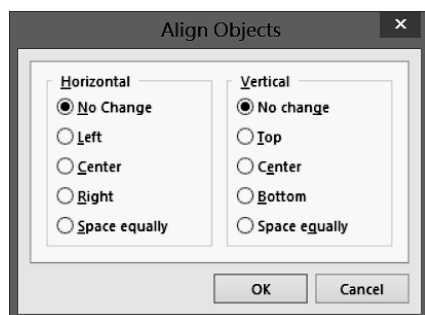 Align Objects
x
Horizontal
No Change
Left
Center
Right
Space equally
Vertical
No change
Top
Center
Bottom
Space equally
OK
Cancel